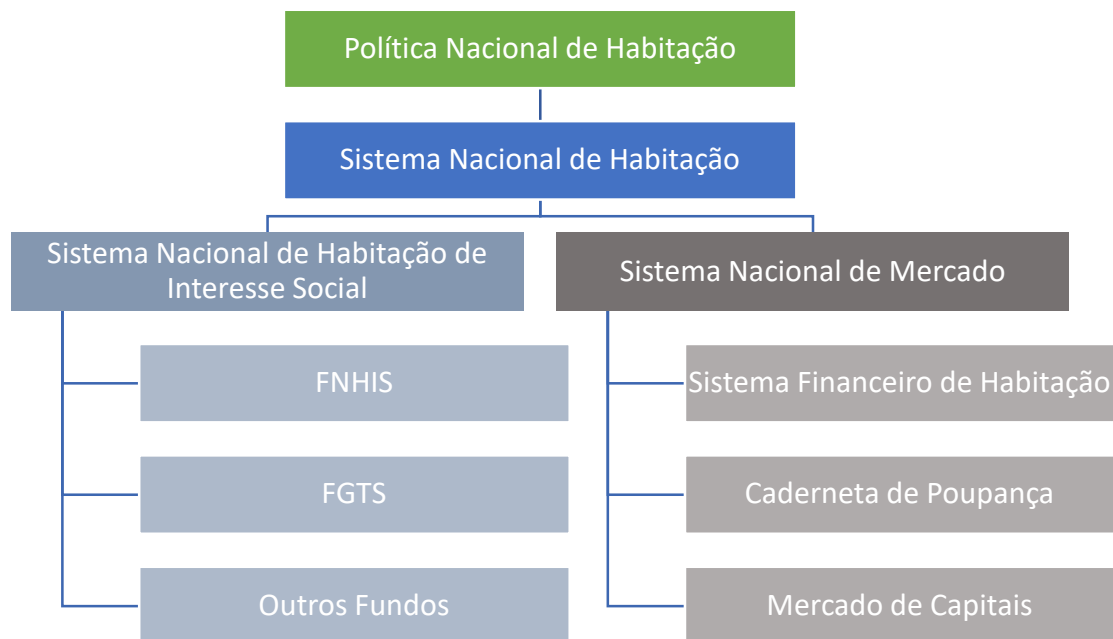 Política Nacional de Habitação
Sistema Nacional de Habitação
Sistema Nacional de Habitação de
Interesse Social
FNHIS
FGTS
Outros Fundos
Sistema Nacional de Mercado
Sistema Financeiro de Habitação
Caderneta de Poupança
Mercado de Capitais